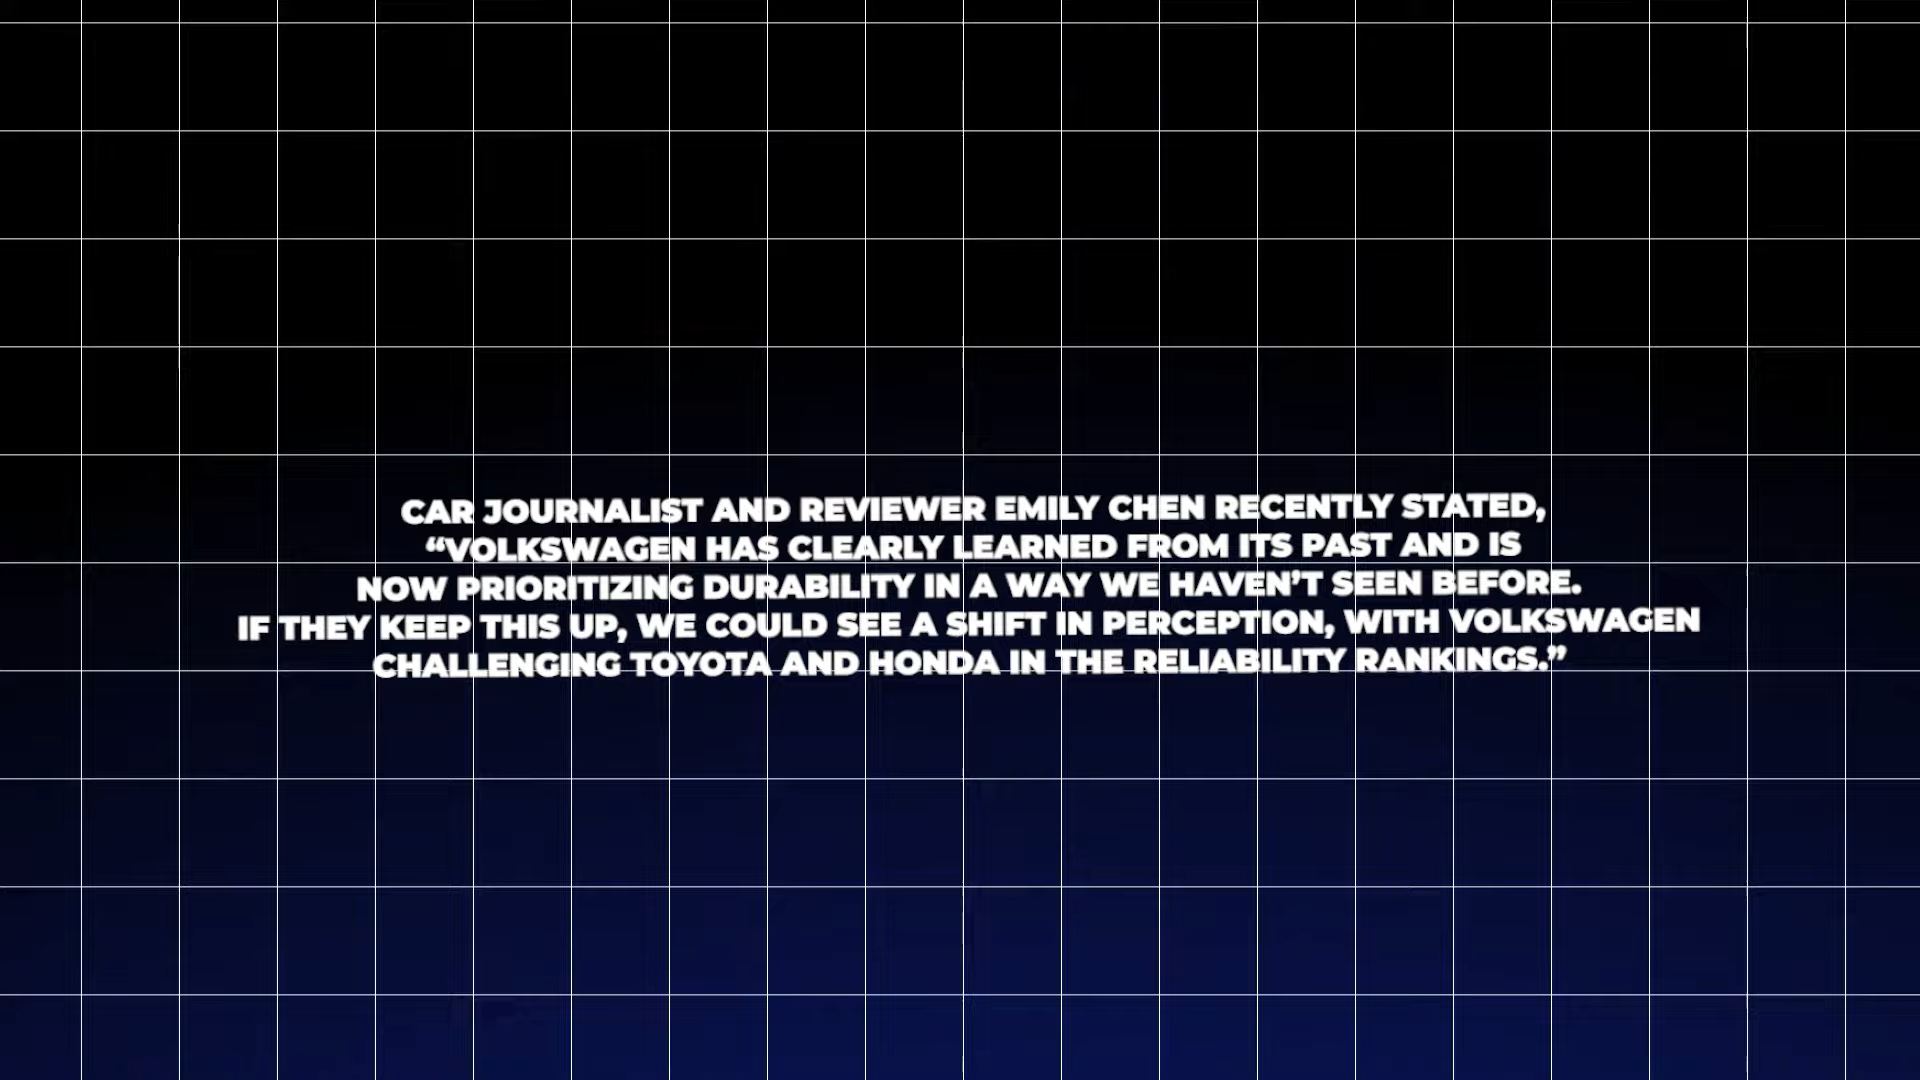 CAR JOURNALIST AND REVIEWER EMILY CHEN RECENTLY STATED,
“VOLKSWAGEN HAS CLEARLY LEARNED FROM ITS PAST AND IS
NOW PRIORITIZING DURABILITY IN A WAY WE HAVEN’T SEEN BEFORE.
IF THEY KEEP THIS UP, WE COULD SEE A SHIFT IN PERCEPTION, WITH VOLKSWAGEN
CHALLENGING TOYOTA AND HONDA IN THE RELIABILITY RANKINGS.”